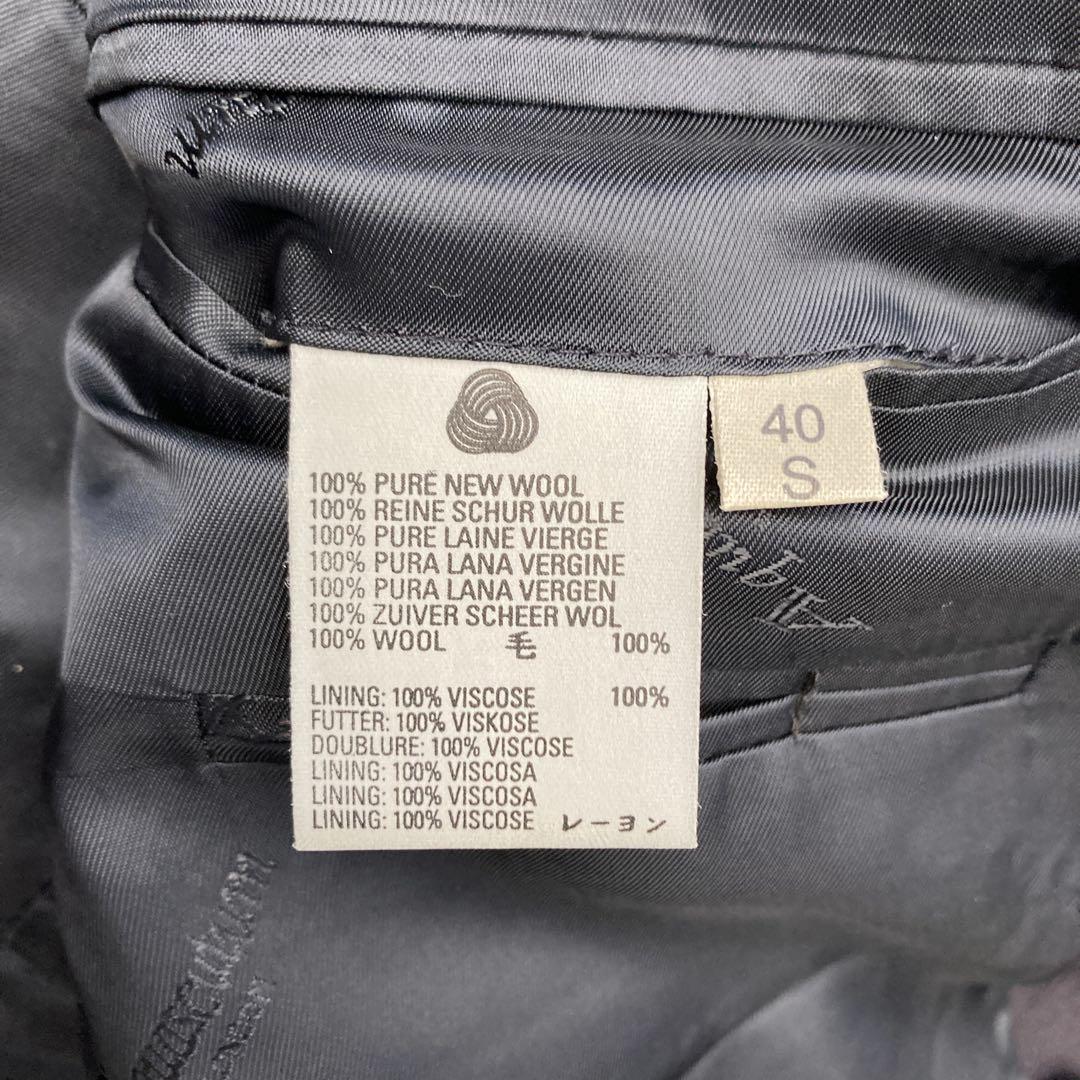 100% PURE NEW WOOL
100% REINE SCHUR WOLLE
100% PURE LAINE VIERGE
100% PURA LANA VERGINE
100% PURA LANA VERGEN
100% ZUIVER SCHEER WOL
100% WOOL 毛 100%
LINING: 100% VISCOSE 100%
FUTTER: 100% VISKOSE
DOUBLURE: 100% VISCOSE
LINING: 100% VISCOSA
LINING: 100% VISCOSA
LINING: 100% VISCOSE レーヨン
40
S